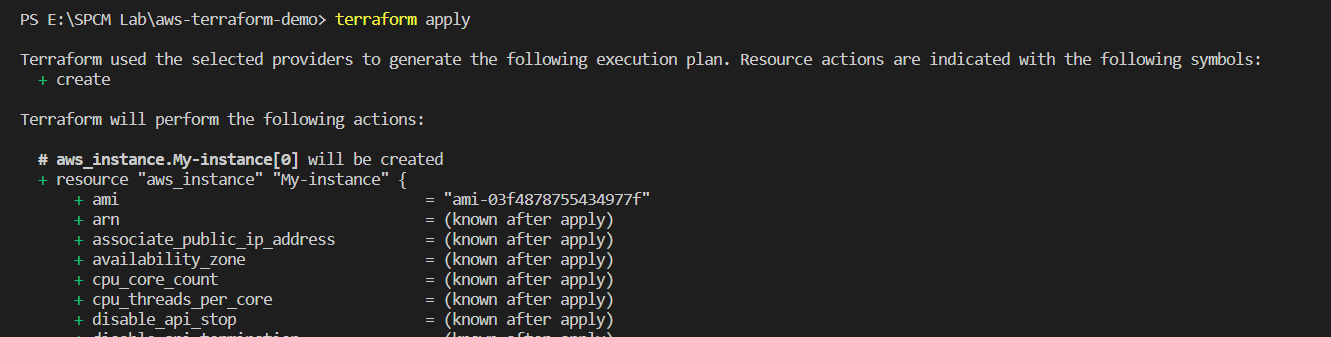 PS E:\SPCM Lab\aws-terraform-demo> terraform apply
Terraform used the selected providers to generate the following execution plan. Resource actions are indicated with the following symbols:
+ create
Terraform will perform the following actions:
# aws_instance.My-instance[0] will be created
+ resource "aws_instance" "My-instance" {
+ ami = "ami-03f4878755434977f"
+ arn = (known after apply)
+ associate_public_ip_address = (known after apply)
+ availability_zone = (known after apply)
+ cpu_core_count = (known after apply)
+ cpu_threads_per_core = (known after apply)
+ disable_api_stop = (known after apply)